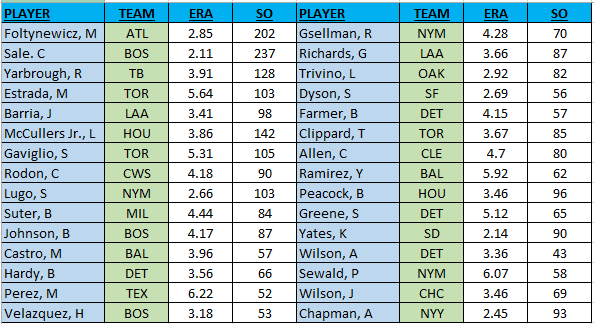 PLAYER TEAM ERA SO PLAYER TEAM ERA SO
Foltynewicz, M ATL 2.85 202 Gsellman, R NYM 4.28 70
Sale. C BOS 2.11 237 Richards, G LAA 3.66 87
Yarbrough, R TB 3.91 128 Trivino, L OAK 2.92 82
Estrada, M TOR 5.64 103 Dyson, S SF 2.69 56
Barria, J LAA 3.41 98 Farmer, B DET 4.15 57
McCullers Jr., L HOU 3.86 142 Clippard, T TOR 3.67 85
Gaviglio, S TOR 5.31 105 Allen, C CLE 4.7 80
Rodon, C CWS 4.18 90 Ramirez, Y BAL 5.92 62
Lugo, S NYM 2.66 103 Peacock, B HOU 3.46 96
Suter, B MIL 4.44 84 Greene, S DET 5.12 65
Johnson, B BOS 4.17 87 Yates, K SD 2.14 90
Castro, M BAL 3.96 57 Wilson, A DET 3.36 43
Hardy, B DET 3.56 66 Sewald, P NYM 6.07 58
Perez, M TEX 6.22 52 Wilson, J CHC 3.46 69
Velazquez, H BOS 3.18 53 Chapman, A NYY 2.45 93